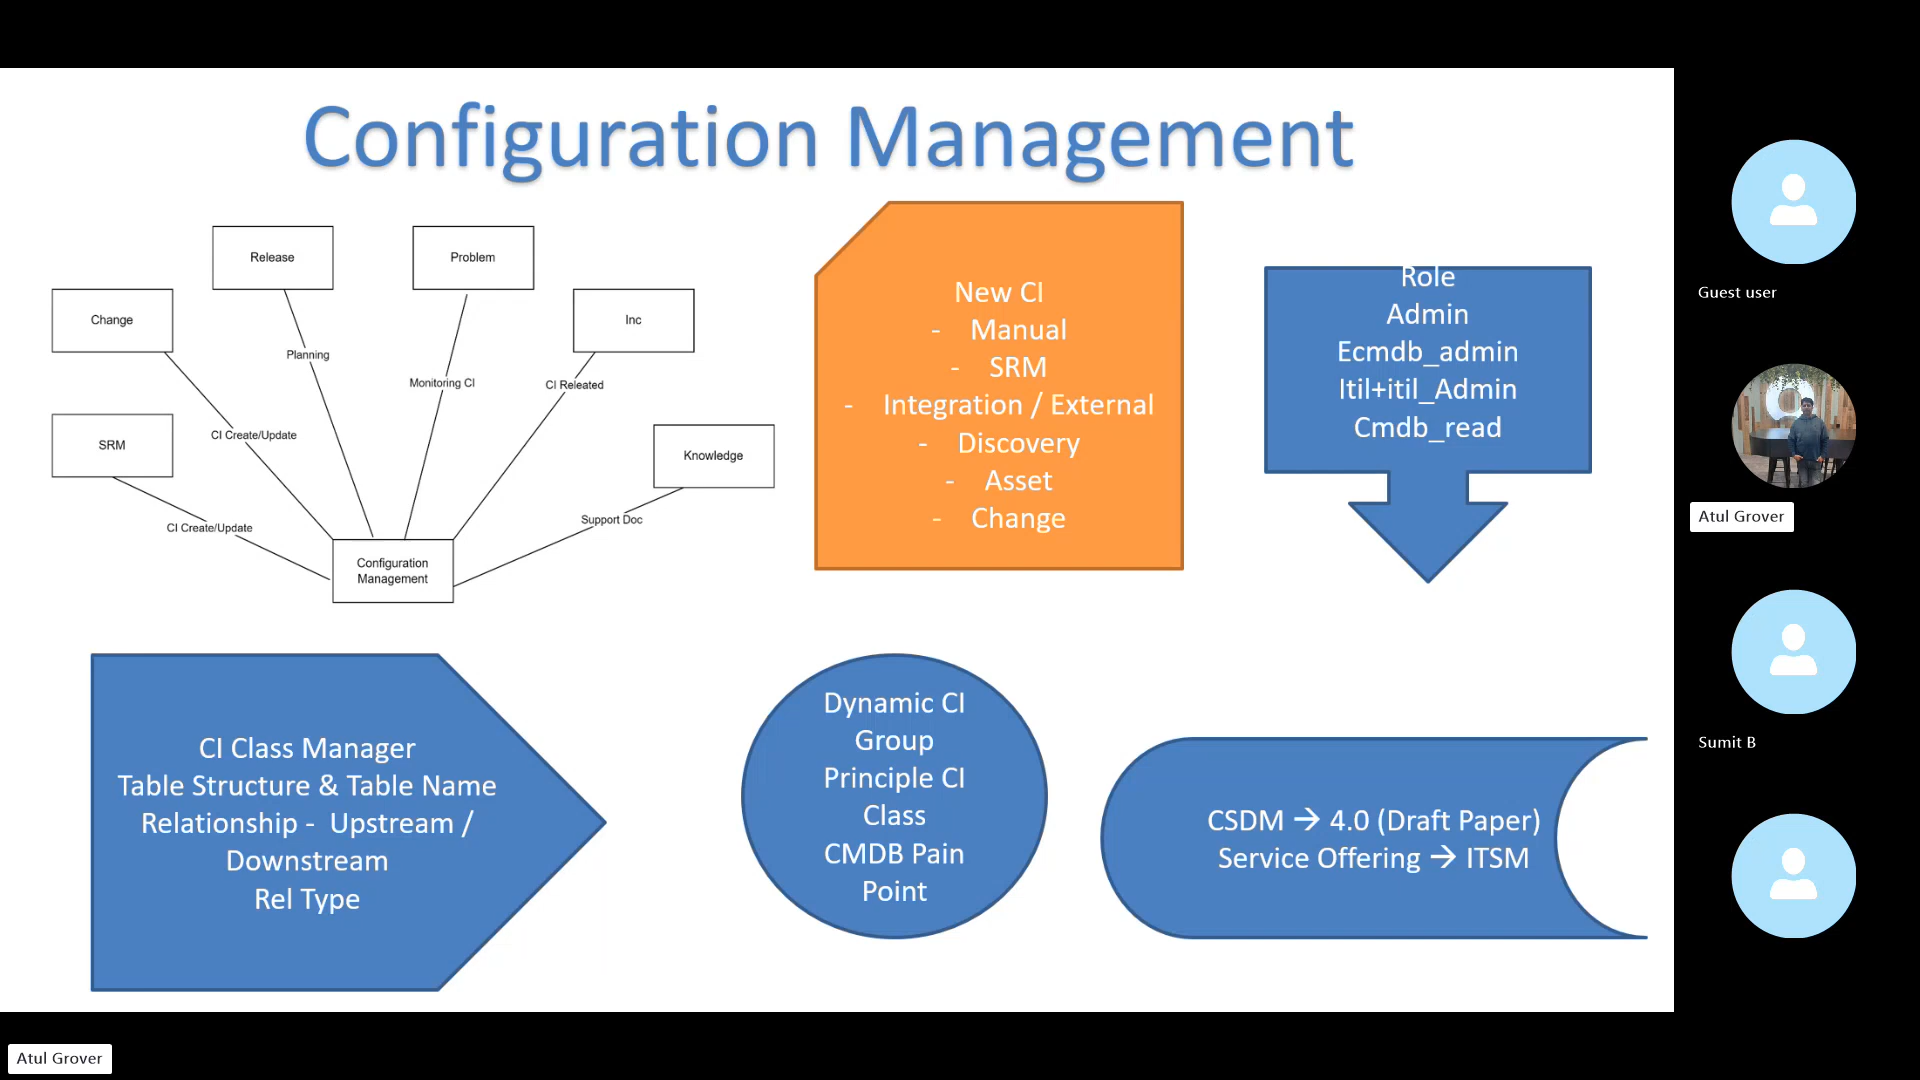 Configuration Management
Release
Problem
Change
Inc
Planning
Monitoring CI
CI Releated
SRM
CI Create/Update
Knowledge
CI Create/Update
Support Doc
Configuration
Management
New CI
- Manual
- SRM
- Integration / External
- Discovery
- Asset
- Change
Role
Admin
Ecmdb_admin
Itil+itil_Admin
Cmdb_read
CI Class Manager
Table Structure & Table Name
Relationship - Upstream /
Downstream
Rel Type
Dynamic CI
Group
Principle CI
Class
CMDB Pain
Point
CSDM → 4.0 (Draft Paper)
Service Offering → ITSM
Guest user
Atul Grover
Sumit B
Atul Grover